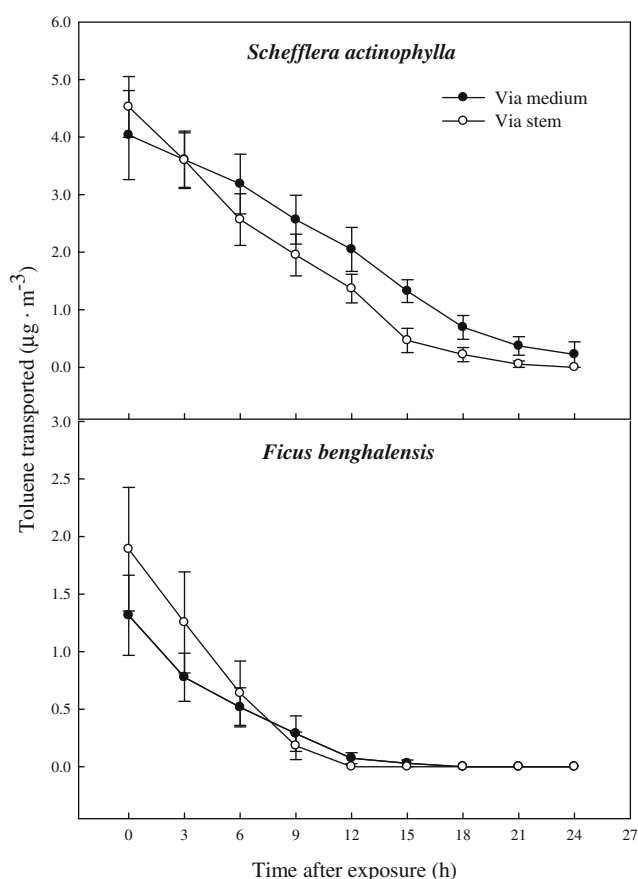 6.0
Schefflera actinophylla
5.0
Via medium
Via stem
4.0
3.0
2.0
1.0
0.0
Toluene transported (µg · m-3)
3.0
Ficus benghalensis
2.5
2.0
1.5
1.0
0.5
0.0
0 3 6 9 12 15 18 21 24 27
Time after exposure (h)